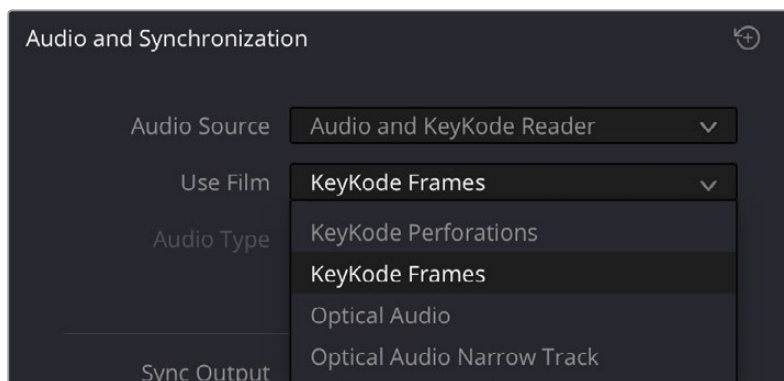 Audio and Synchronization
Audio Source Audio and KeyKode Reader
Use Film KeyKode Frames
Audio Type KeyKode Perforations
KeyKode Frames
Optical Audio
Sync Output Optical Audio Narrow Track